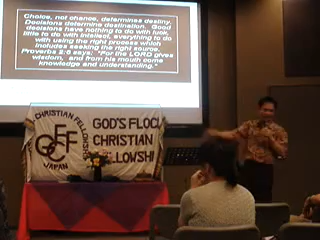 Choice, not chance, determines destiny.
Decisions determine destination. Good
decisions have nothing to do with luck,
little to do with intellect, everything to do
with using the right process which
includes seeking the right source.
Proverbs 2:6 says: "For the LORD gives
wisdom, and from his mouth come
knowledge and understanding."
CHRISTIAN FELLOWSHIP
GCF
JAPAN
GOD'S FLOC
CHRISTIAN
FELLOWSHI